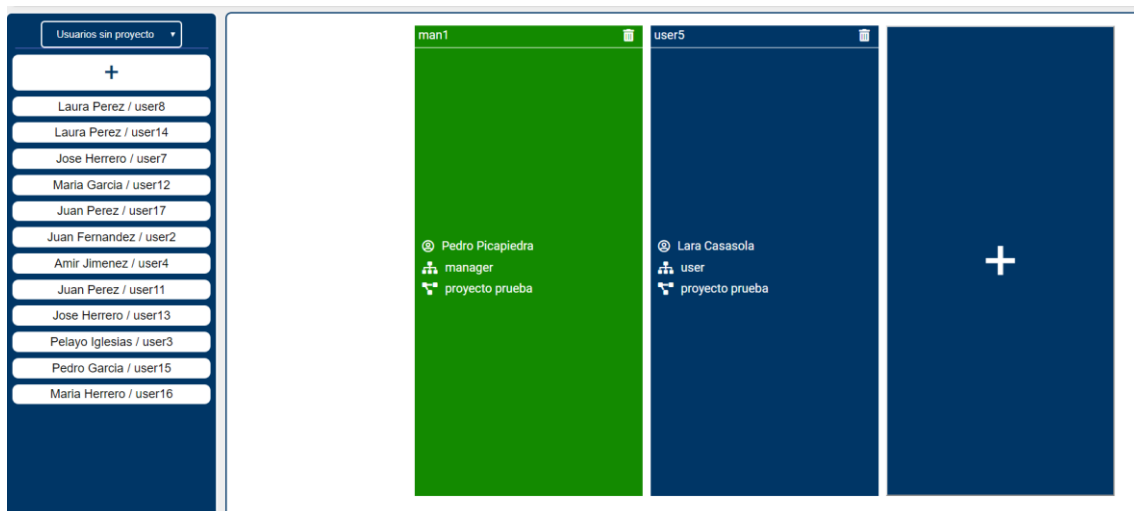 Usuarios sin proyecto
+
Laura Perez / user8
Laura Perez / user14
Jose Herrero / user7
Maria Garcia / user12
Juan Perez / user17
Juan Fernandez / user2
Amir Jimenez / user4
Juan Perez / user11
Jose Herrero / user13
Pelayo Iglesias / user3
Pedro Garcia / user15
Maria Herrero / user16
man1
Pedro Picapiedra
manager
proyecto prueba
user5
Lara Casasola
user
proyecto prueba
+